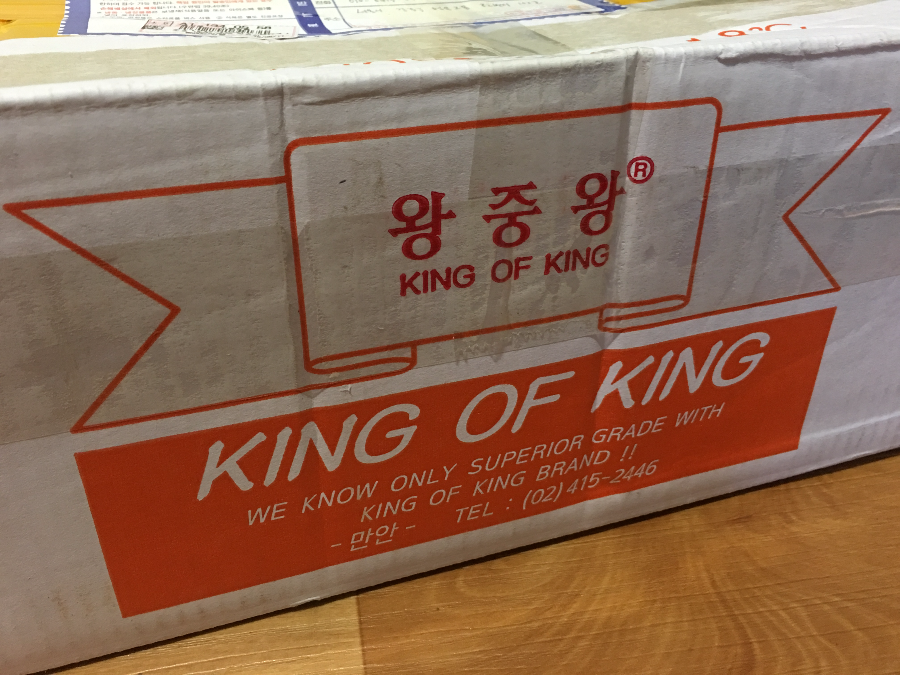 왕중왕®
KING OF KING
KING OF KING
WE KNOW ONLY SUPERIOR GRADE WITH
KING OF KING BRAND !!
-만안- TEL : (02)415-2446